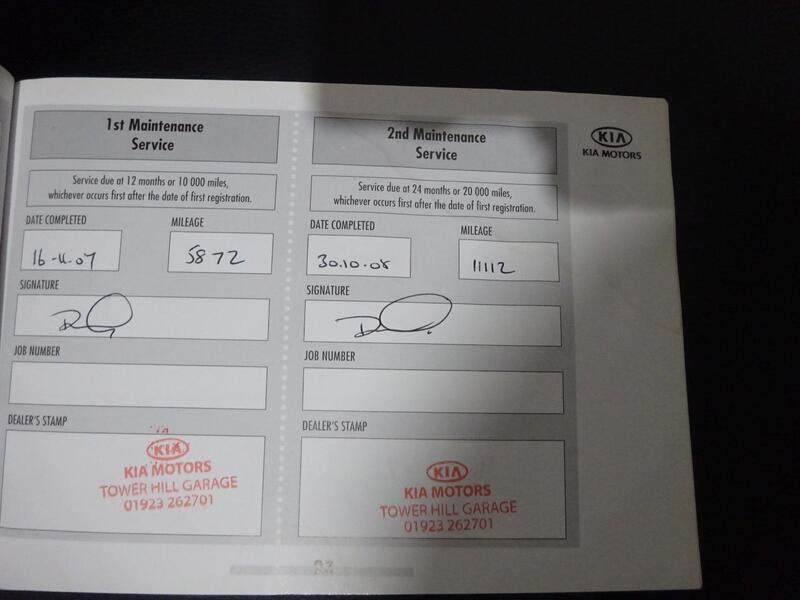 1st Maintenance
Service
Service due at 12 months or 10 000 miles,
whichever occurs first after the date of first registration.
DATE COMPLETED
MILEAGE
16-11-07
5872
SIGNATURE
JOB NUMBER
DEALER'S STAMP
KIA
KIA MOTORS
TOWER HILL GARAGE
01923 262701
2nd Maintenance
Service
Service due at 24 months or 20 000 miles,
whichever occurs first after the date of first registration.
DATE COMPLETED
MILEAGE
30.10.08
11112
SIGNATURE
JOB NUMBER
DEALER'S STAMP
KIA
KIA MOTORS
TOWER HILL GARAGE
01923 262701
KIA
KIA MOTORS